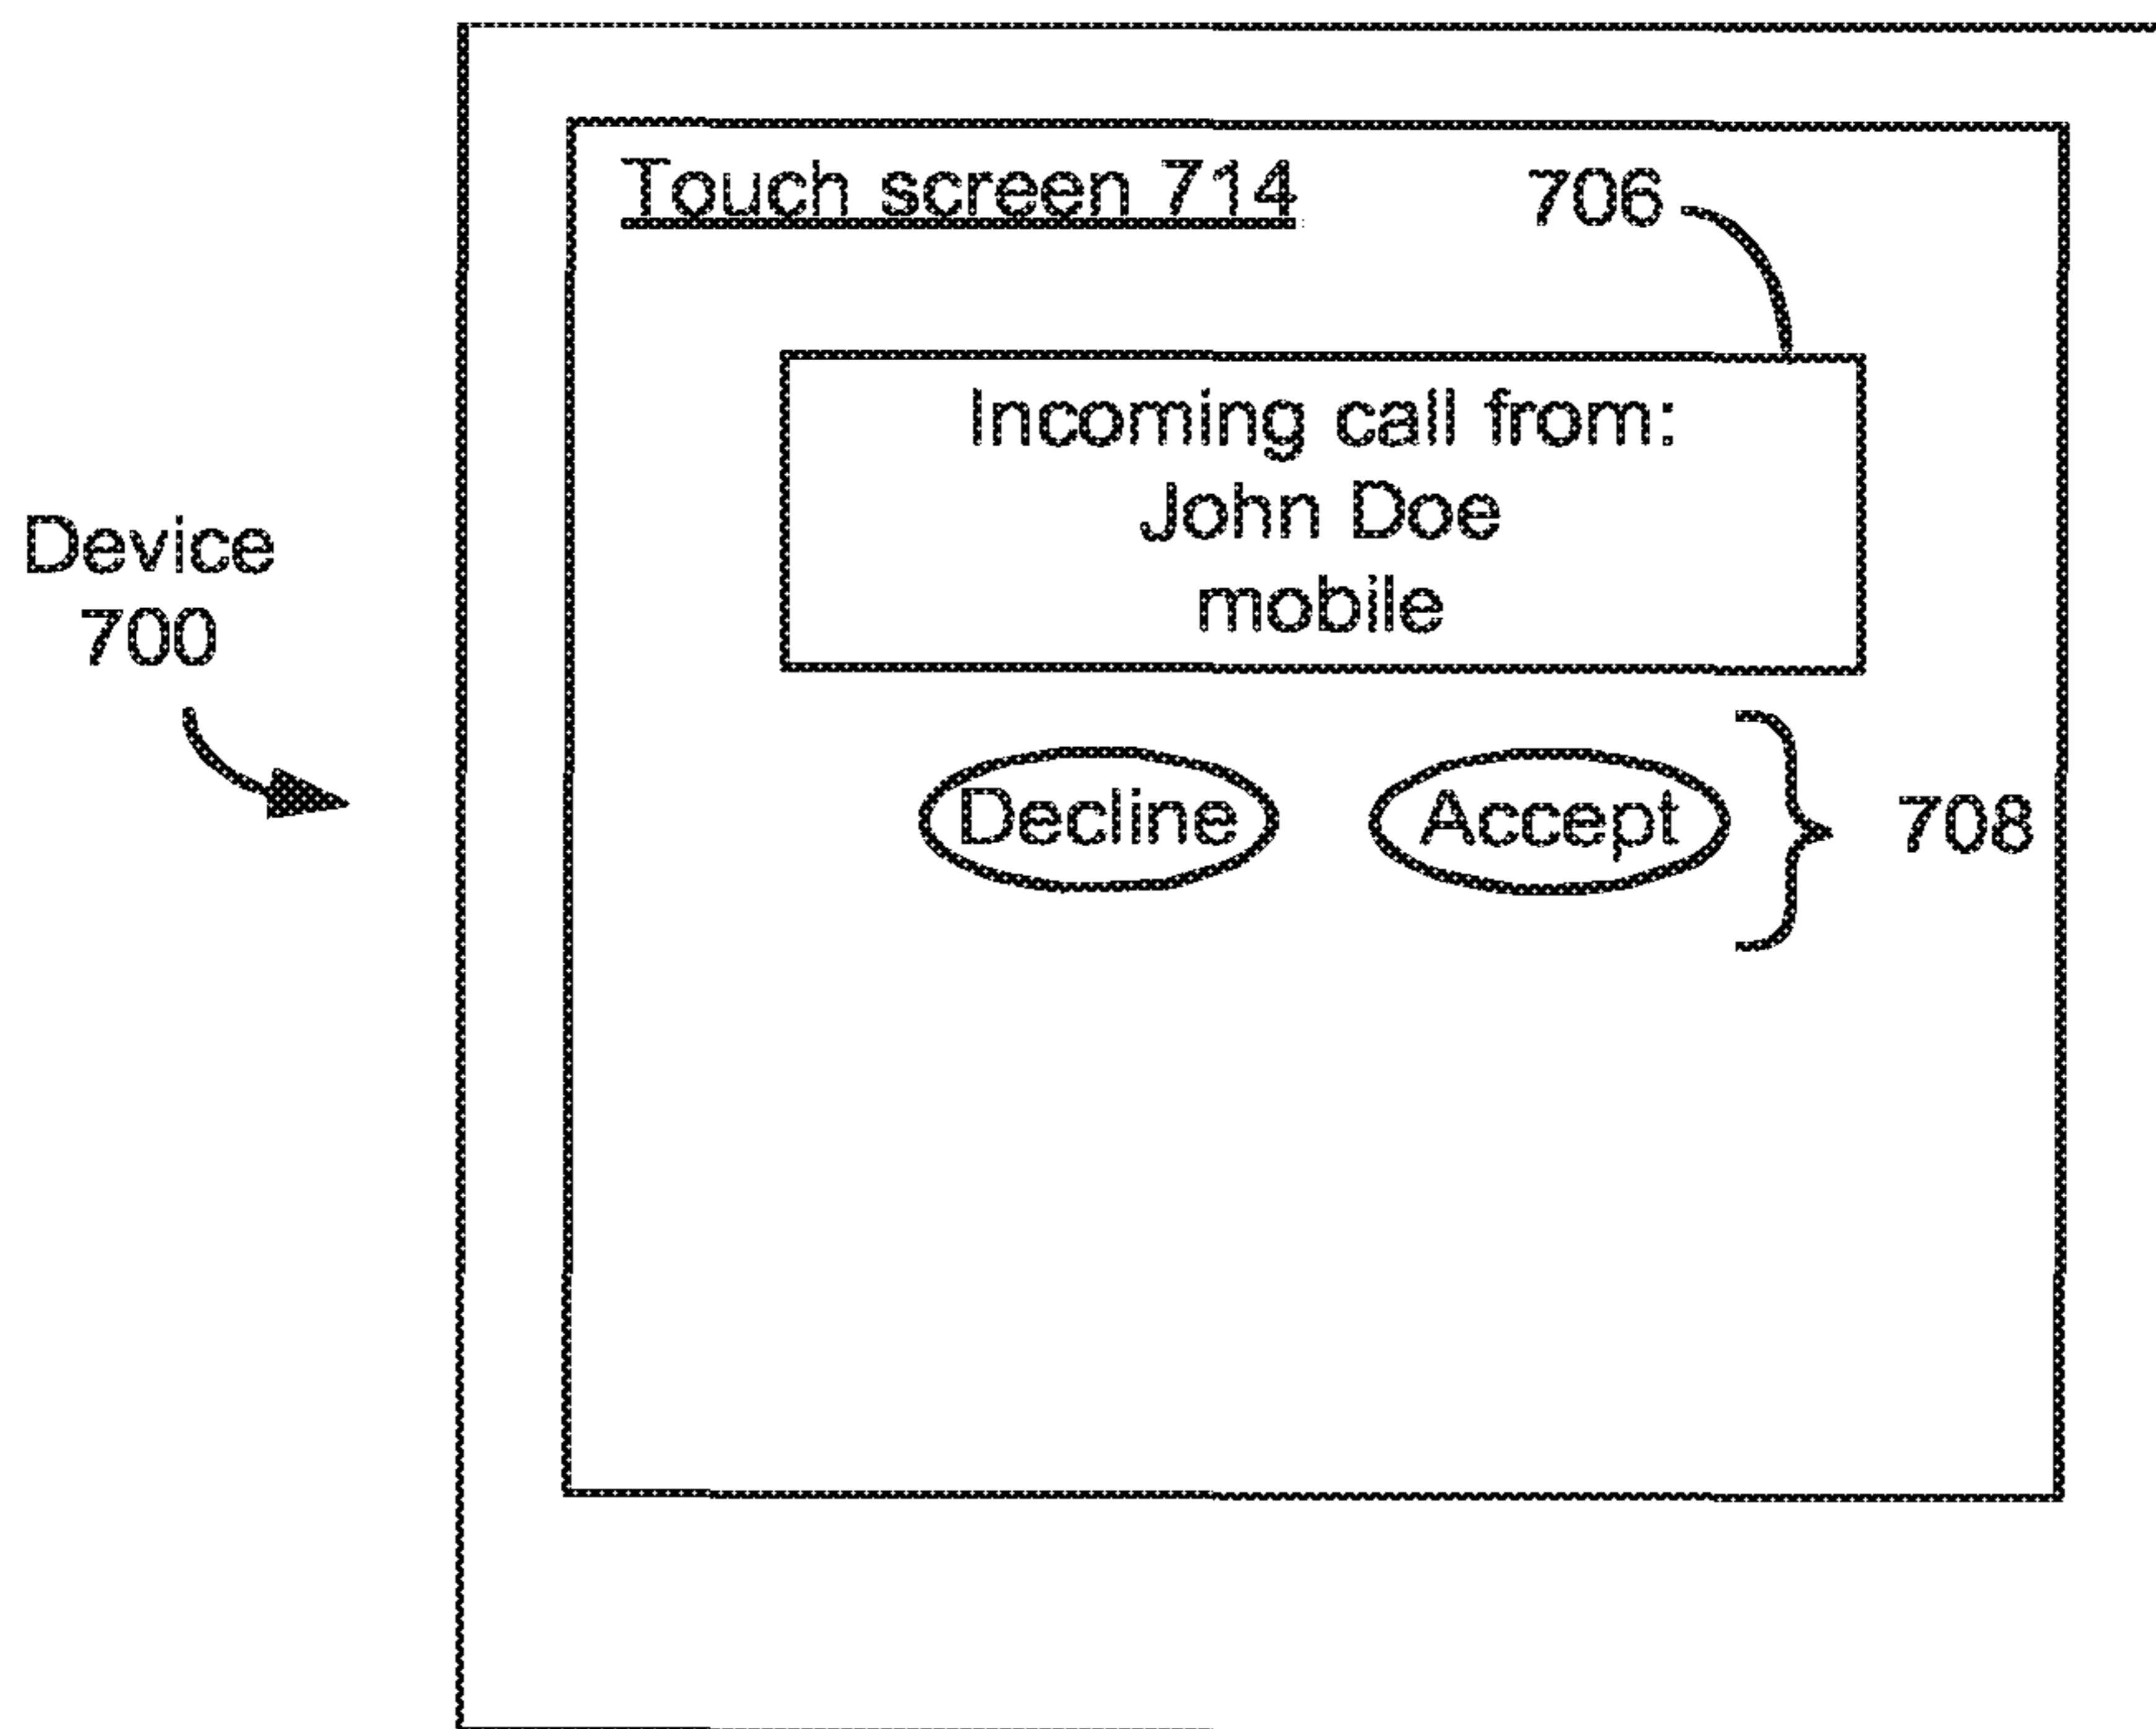 Touch screen 714
706
Incoming call from:
John Doe
mobile
Device
700
Decline
Accept
708